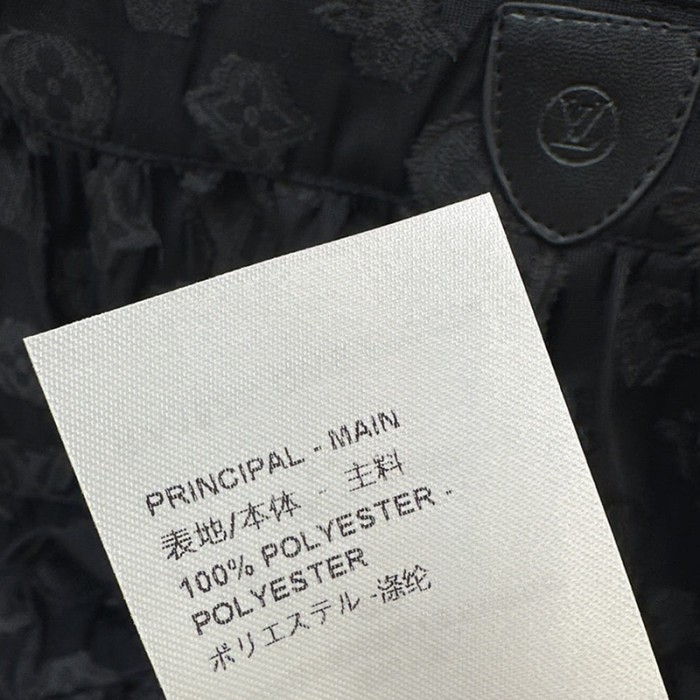 LV
PRINCIPAL - MAIN
表地/本体 - 主料
100% POLYESTER -
POLYESTER
ポリエステル -涤纶